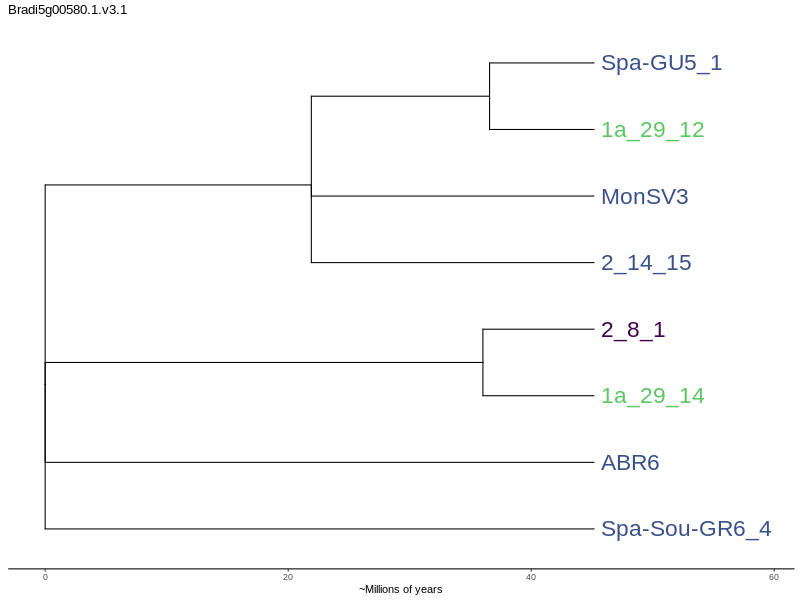 Bradi5g00580.1.v3.1
Spa-GU5_1
1a_29_12
MonSV3
2_14_15
2_8_1
1a_29_14
ABR6
Spa-Sou-GR6_4
0 20 40 60
~Millions of years